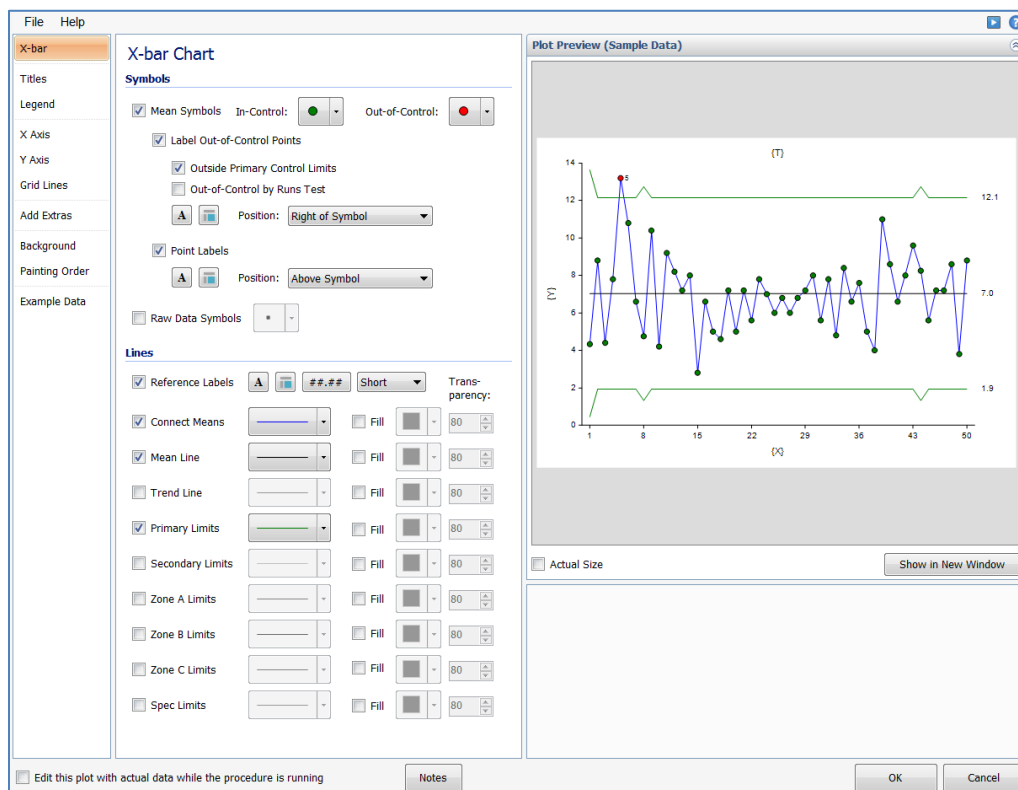 File Help
X-bar
Titles
Legend
X Axis
Y Axis
Grid Lines
Add Extras
Background
Painting Order
Example Data
X-bar Chart
Symbols
Mean Symbols In-Control: Out-of-Control:
Label Out-of-Control Points
Outside Primary Control Limits
Out-of-Control by Runs Test
A Position: Right of Symbol
Point Labels
A Position: Above Symbol
Raw Data Symbols
Lines
Reference Labels A ##.## Short Trans-
parency:
Connect Means Fill 80
Mean Line Fill 80
Trend Line Fill 80
Primary Limits Fill 80
Secondary Limits Fill 80
Zone A Limits Fill 80
Zone B Limits Fill 80
Zone C Limits Fill 80
Spec Limits Fill 80
Plot Preview (Sample Data)
{T}
14
12
10
8
6
4
2
0
{Y}
5
12.1
7.0
1.9
1 8 15 22 29 36 43 50
{X}
Actual Size Show in New Window
Edit this plot with actual data while the procedure is running Notes OK Cancel